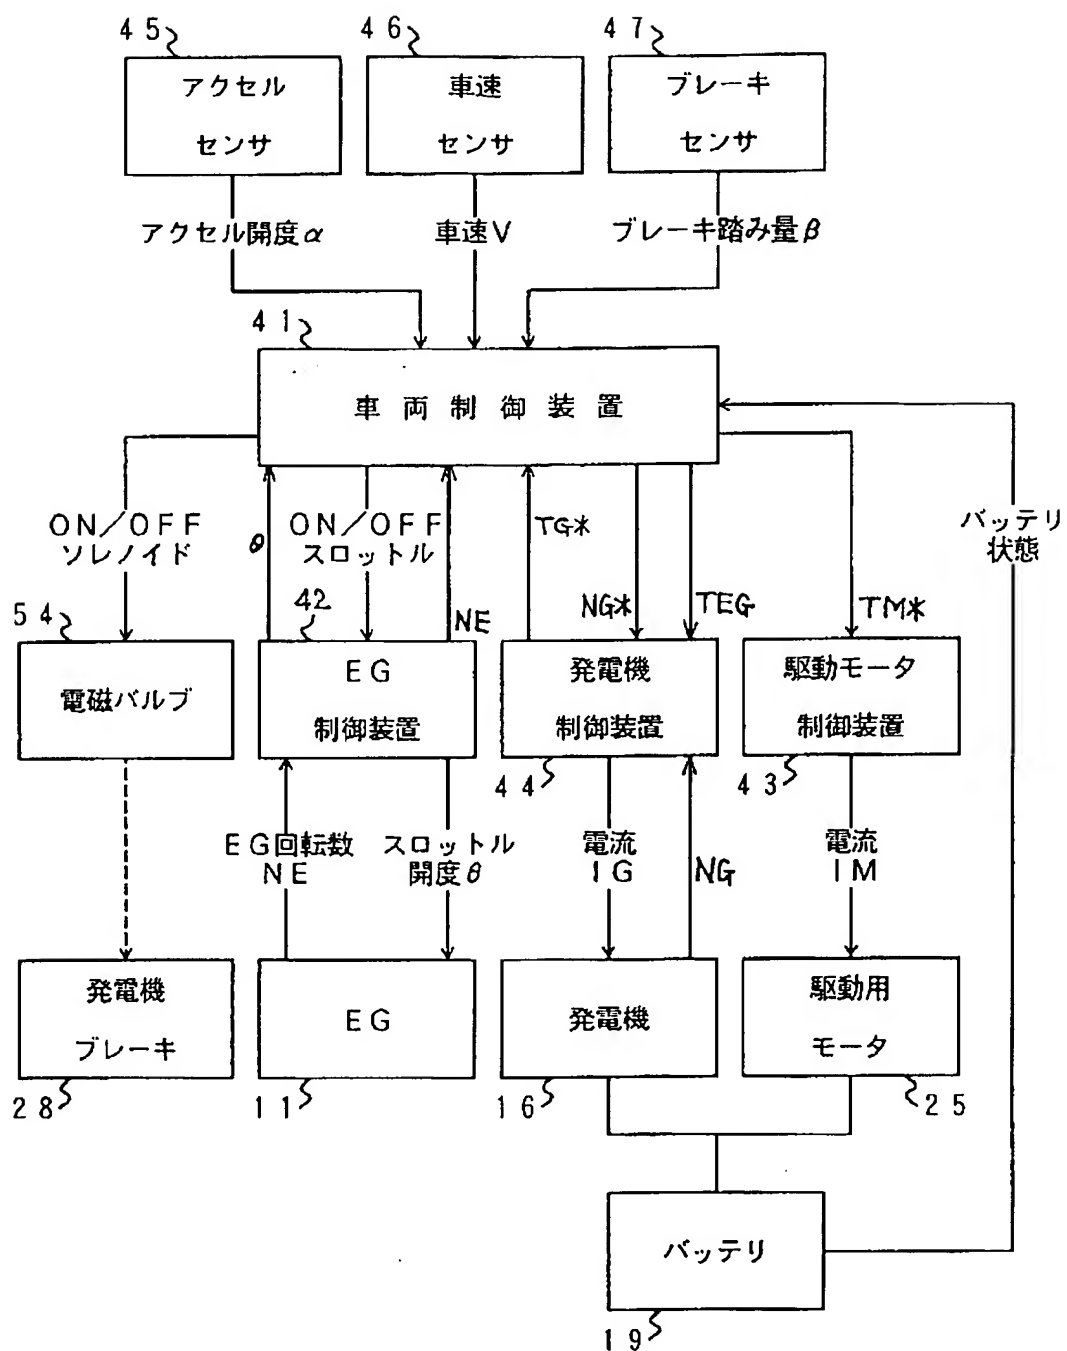 45
46
47
アクセル
センサ
車速
センサ
ブレーキ
センサ
アクセル開度α
車速V
ブレーキ踏み量β
41
車両制御装置
ON/OFF
ソレノイド
θ
ON/OFF
スロットル
NE
TG*
NG*
TEG
TM*
バッテリ
状態
54
42
電磁バルブ
EG
制御装置
発電機
制御装置
駆動モータ
制御装置
44
43
EG回転数
NE
スロットル
開度θ
電流
IG
NG
電流
IM
発電機
ブレーキ
EG
発電機
駆動用
モータ
28
11
16
25
バッテリ
19